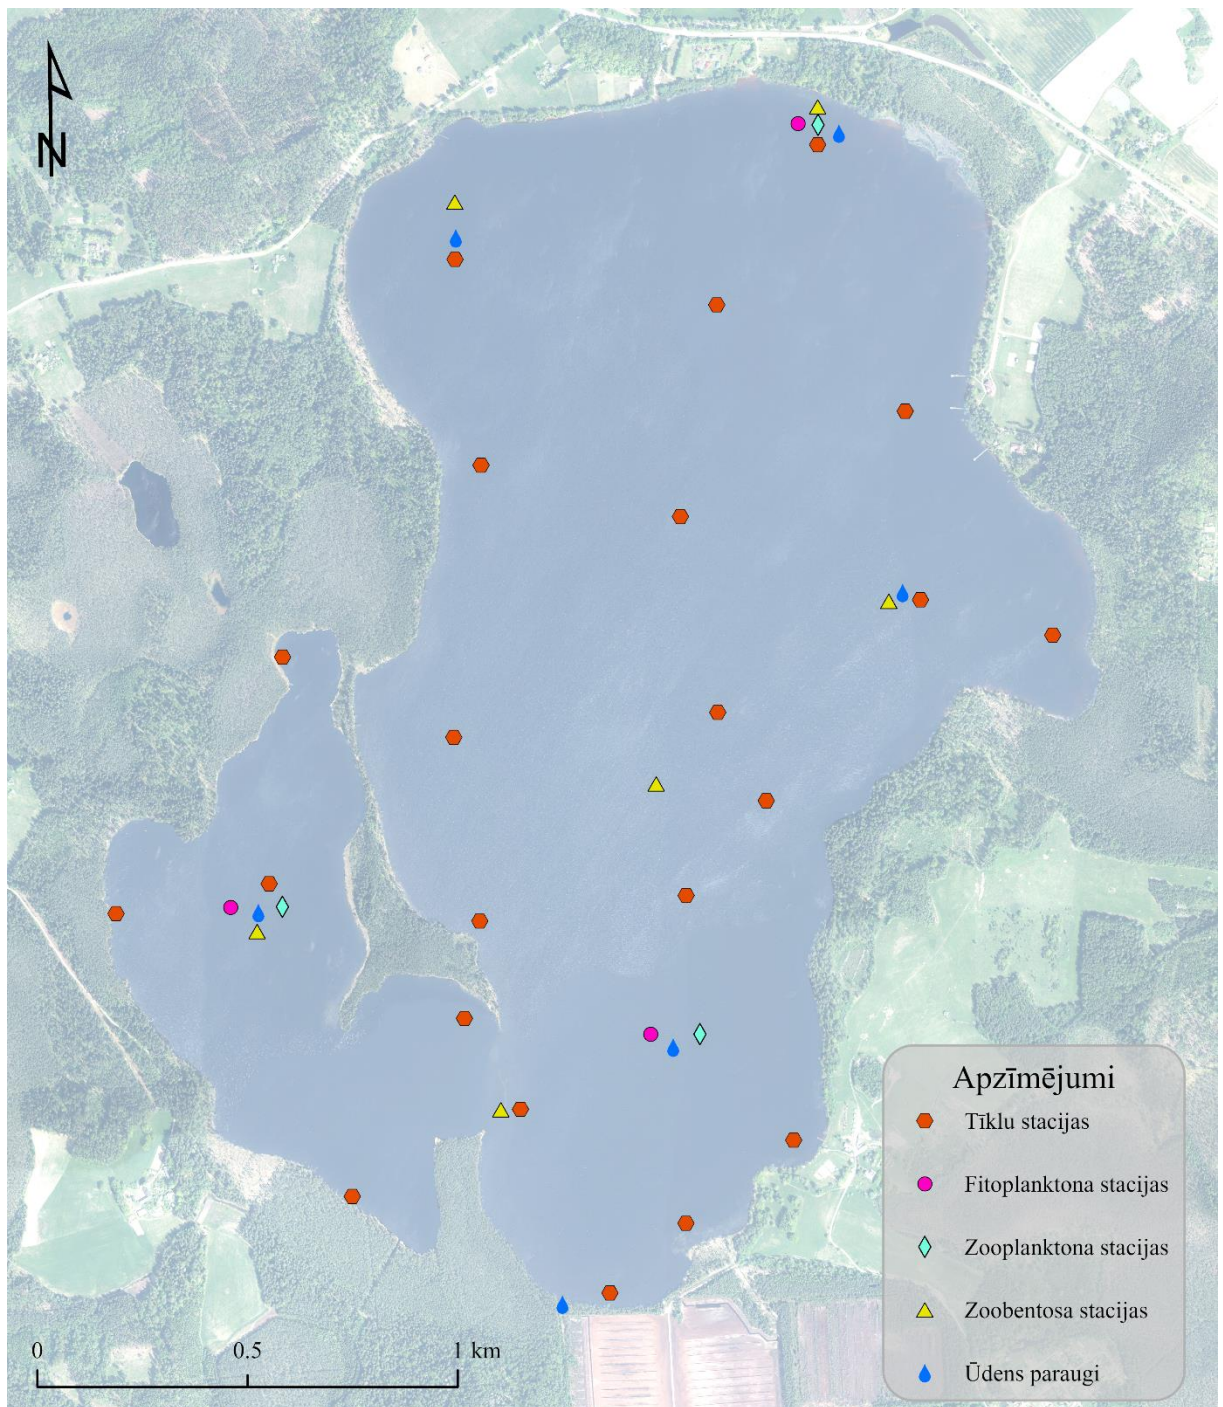 N
Apzīmējumi
Tīklu stacijas
Fitoplanktona stacijas
Zooplanktona stacijas
Zoobentosa stacijas
Ūdens paraugi
0 0.5 1 km